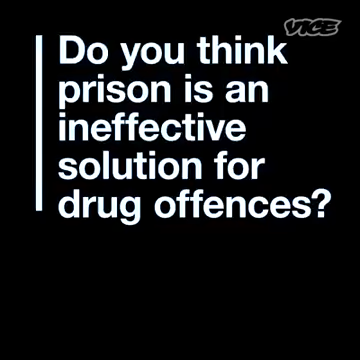 VICE
Do you think
prison is an
ineffective
solution for
drug offences?